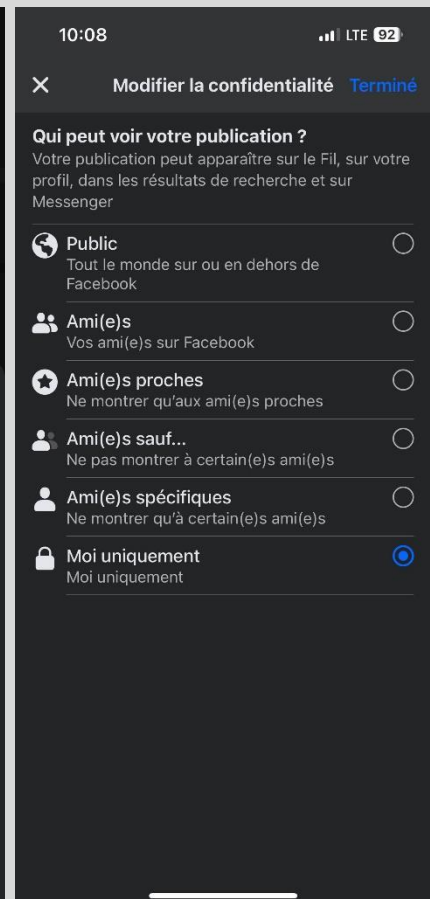 10:08
LTE 92
Modifier la confidentialité Terminé
Qui peut voir votre publication ?
Votre publication peut apparaître sur le Fil, sur votre
profil, dans les résultats de recherche et sur
Messenger
Public
Tout le monde sur ou en dehors de
Facebook
Ami(e)s
Vos ami(e)s sur Facebook
Ami(e)s proches
Ne montrer qu'aux ami(e)s proches
Ami(e)s sauf...
Ne pas montrer à certain(e)s ami(e)s
Ami(e)s spécifiques
Ne montrer qu'à certain(e)s ami(e)s
Moi uniquement
Moi uniquement